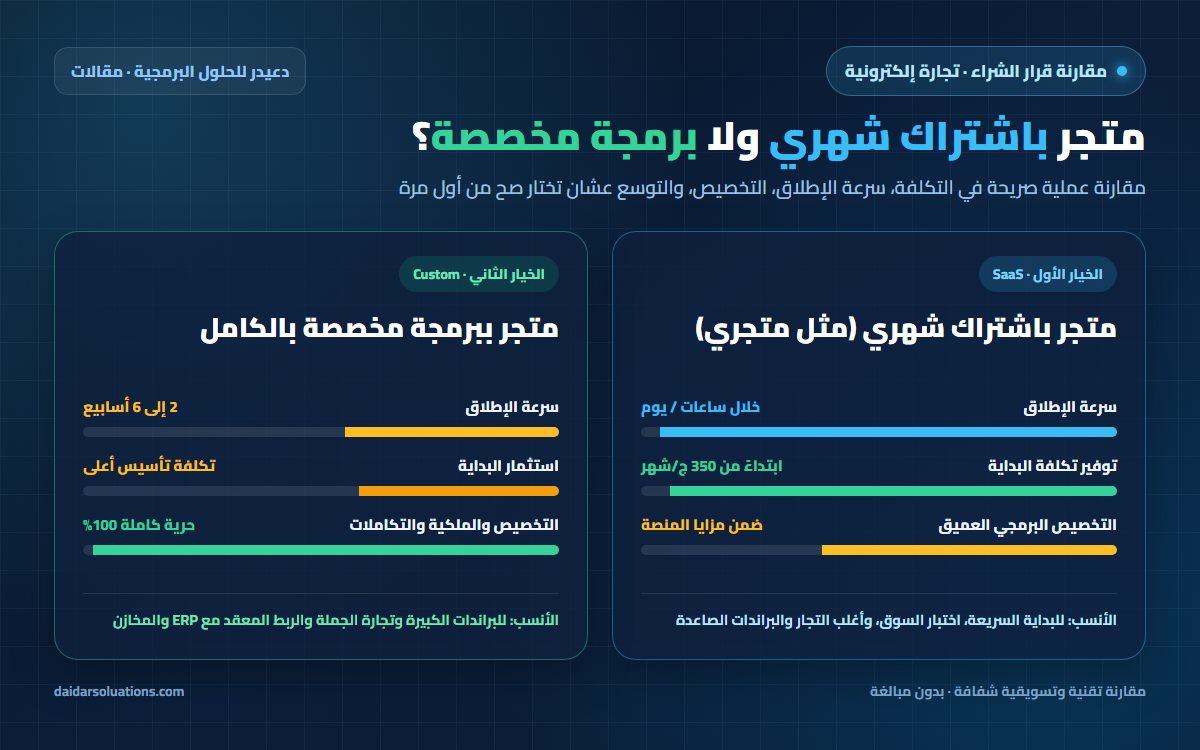 مقارنة قرار الشراء · تجارة إلكترونية
دعيدر للحلول البرمجية · مقالات
متجر باشتراك شهري ولا برمجة مخصصة؟
مقارنة عملية صريحة في التكلفة، سرعة الإطلاق، التخصيص، والتوسع عشان تختار صح من أول مرة
الخيار الأول · SaaS
متجر باشتراك شهري (مثل متجري)
سرعة الإطلاق
خلال ساعات / يوم
توفير تكلفة البداية
ابتداءً من 350 ج/شهر
التخصيص البرمجي العميق
ضمن مزايا المنصة
الأنسب: للبداية السريعة، اختبار السوق، وأغلب التجار والبراندات الصاعدة
الخيار الثاني · Custom
متجر ببرمجة مخصصة بالكامل
سرعة الإطلاق
2 إلى 6 أسابيع
استثمار البداية
تكلفة تأسيس أعلى
التخصيص والملكية والتكاملات
حرية كاملة 100%
الأنسب: للبراندات الكبيرة وتجارة الجملة والربط المعقد مع ERP والمخازن
مقارنة تقنية وتسويقية شفافة · بدون مبالغة
daidarsoluations.com